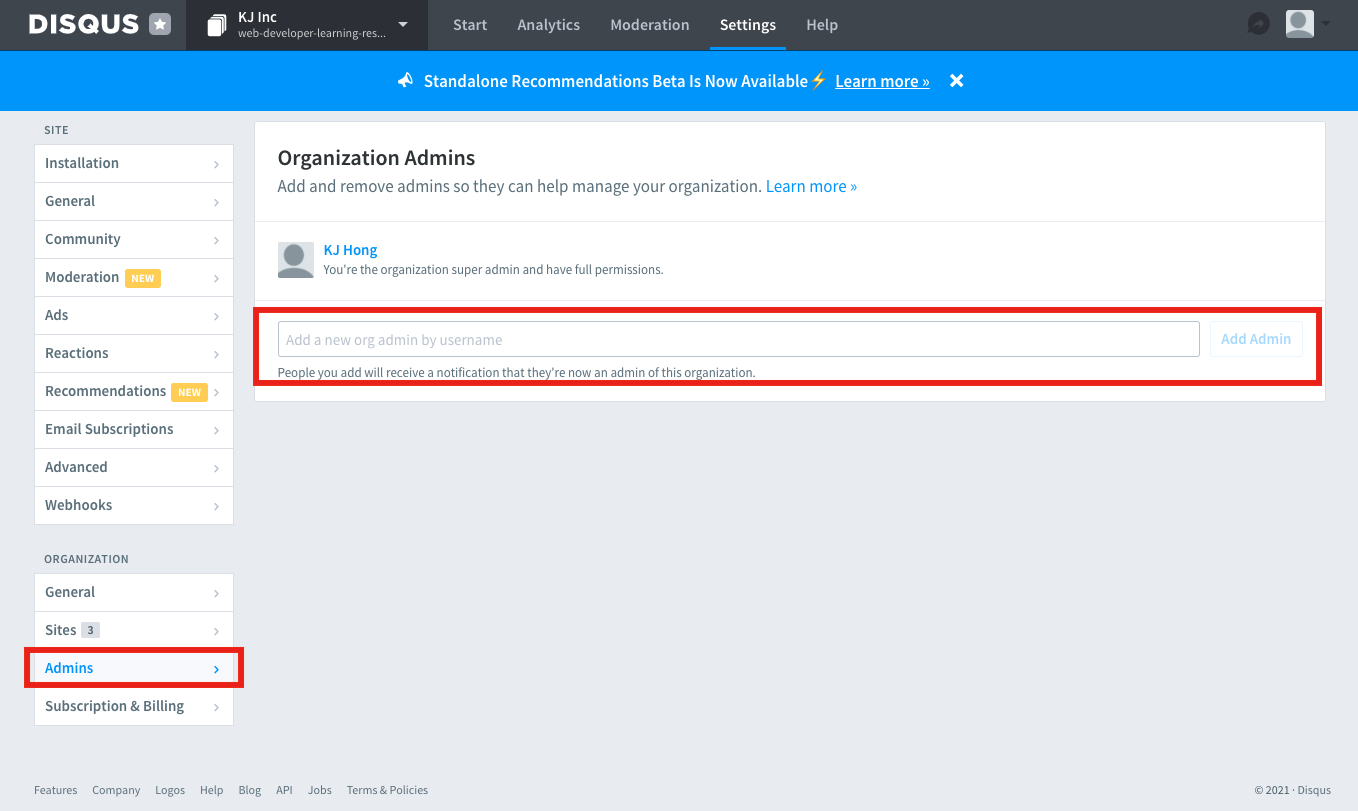 DISQUS
KJ Inc
web-developer-learning-res...
Start
Analytics
Moderation
Settings
Help
Standalone Recommendations Beta Is Now Available⚡ Learn more »
SITE
Installation
General
Community
Moderation NEW
Ads
Reactions
Recommendations NEW
Email Subscriptions
Advanced
Webhooks
ORGANIZATION
General
Sites 3
Admins
Subscription & Billing
Organization Admins
Add and remove admins so they can help manage your organization. Learn more »
KJ Hong
You're the organization super admin and have full permissions.
Add a new org admin by username
Add Admin
People you add will receive a notification that they're now an admin of this organization.
Features Company Logos Help Blog API Jobs Terms & Policies
© 2021 · Disqus